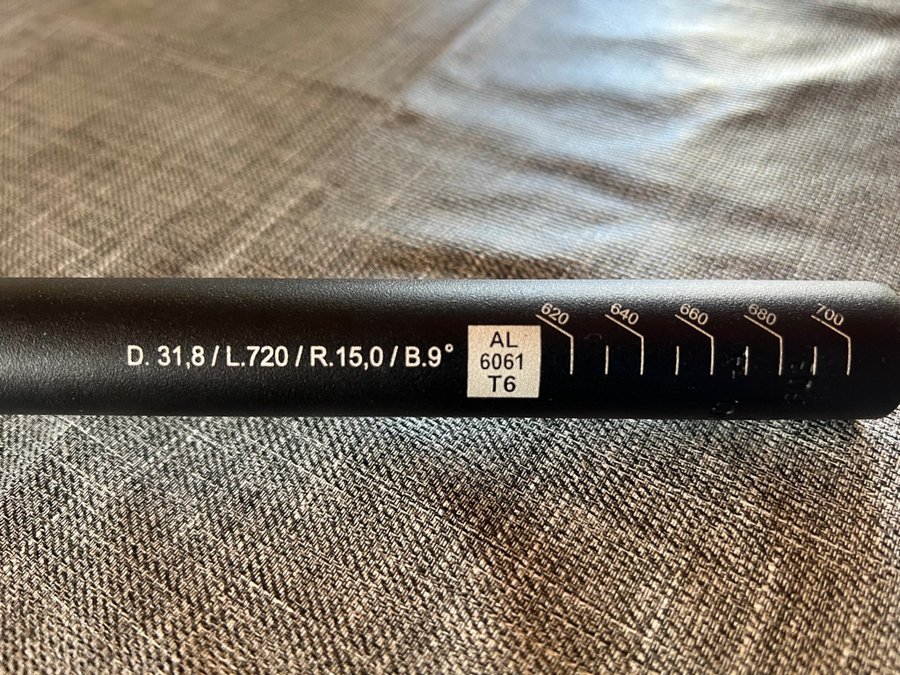 D. 31,8 / L.720 / R.15,0 / B.9°
AL
6061
T6
620 640 660 680 700